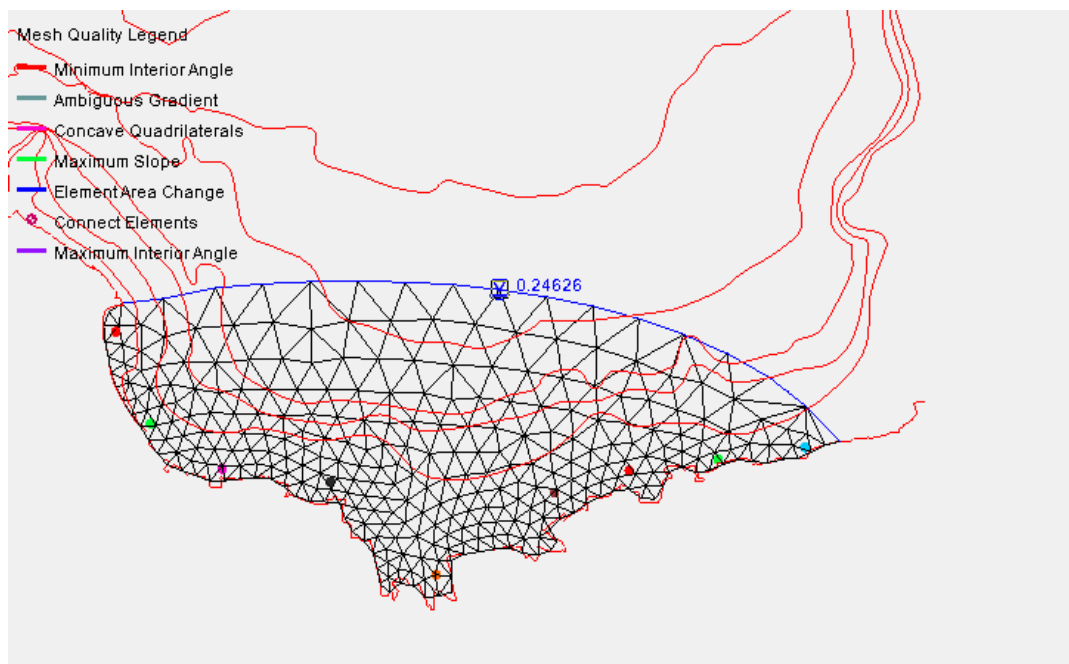 Mesh Quality Legend
Minimum Interior Angle
Ambiguous Gradient
Concave Quadrilaterals
Maximum Slope
Element Area Change
Connect Elements
Maximum Interior Angle
0.24626